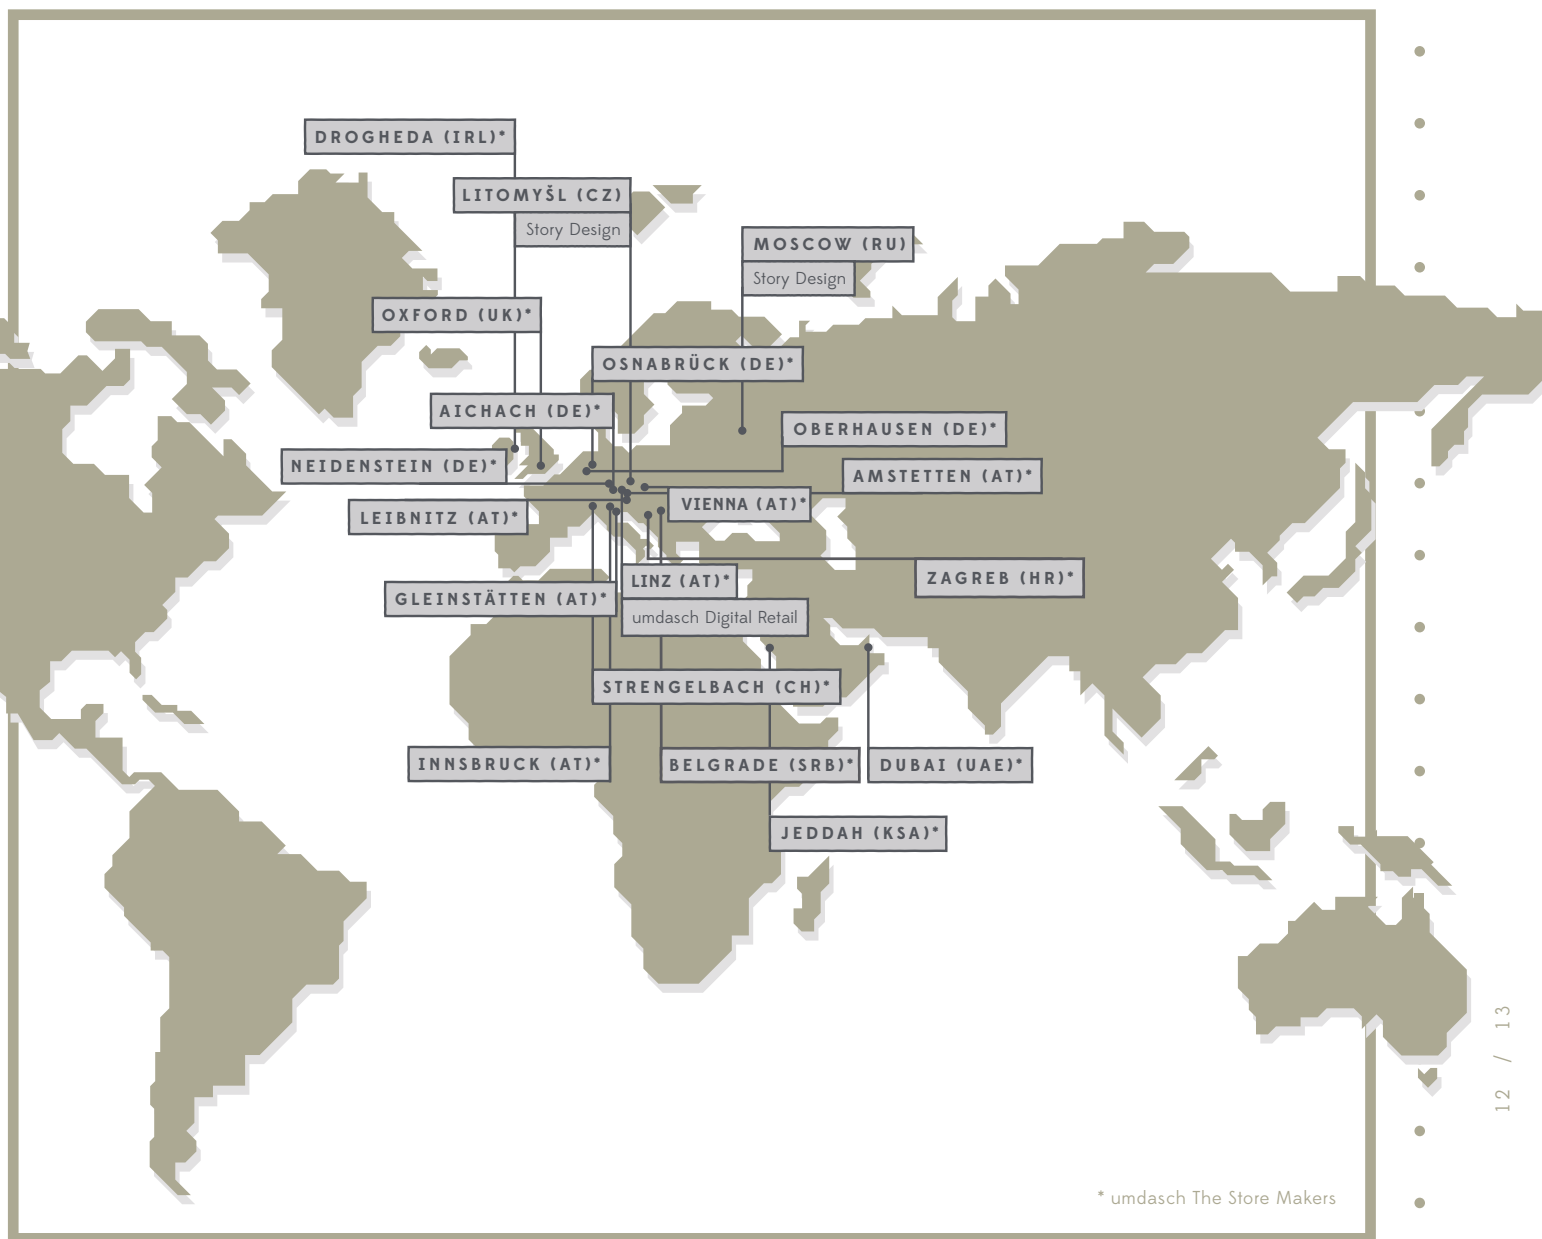 DROGHEDA (IRL)*
LITOMYŠL (CZ)
Story Design
MOSCOW (RU)
Story Design
OXFORD (UK)*
OSNABRÜCK (DE)*
AICHACH (DE)*
OBERHAUSEN (DE)*
NEIDENSTEIN (DE)*
AMSTETTEN (AT)*
VIENNA (AT)*
LEIBNITZ (AT)*
ZAGREB (HR)*
LINZ (AT)*
umdasch Digital Retail
GLEINSTÄTTEN (AT)*
STRENGELBACH (CH)*
INNSBRUCK (AT)*
BELGRADE (SRB)*
DUBAI (UAE)*
JEDDAH (KSA)*
12 / 13
* umdasch The Store Makers